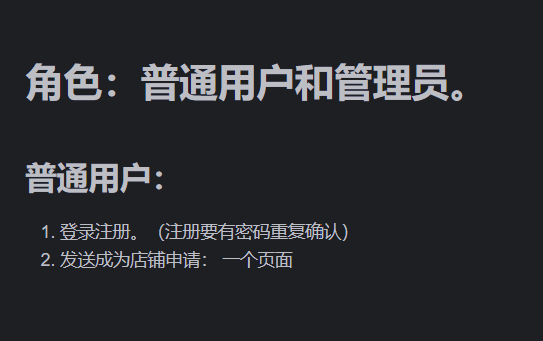 角色：普通用户和管理员。
普通用户：
1. 登录注册。（注册要有密码重复确认）
2. 发送成为店铺申请： 一个页面